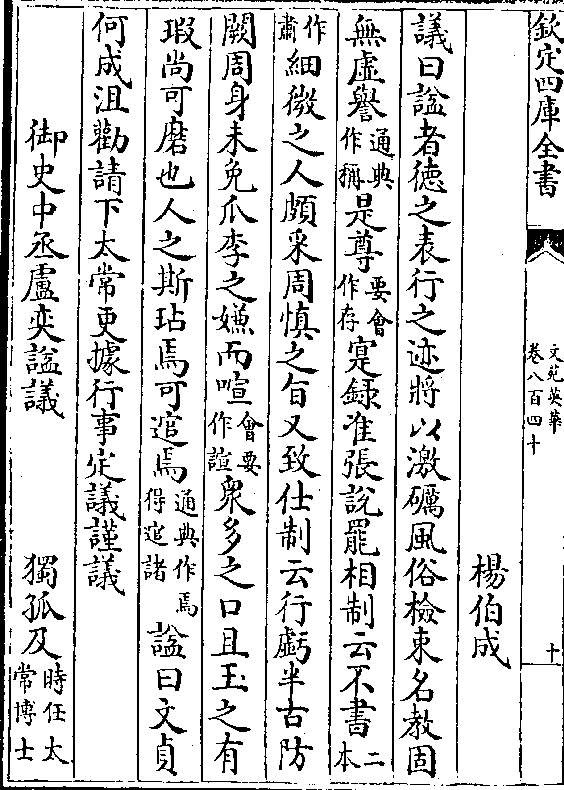 欽定四庫全書
文苑英華
卷八百四十
十
楊伯成
議曰諡者德之表行之迹將以激礪風俗檢束名教固
無虛譽通典作稱是尊要會作存寔録准張說罷相制云不書二本
作肅細微之人頗乖周慎之旨又致仕制云行虧半古防
闕周身未免瓜李之嫌而喧會要作諠衆多之口且玉之有
瑕尚可磨也人之斯玷焉可逭焉通典作焉得逭諸諡曰文貞
何成沮勸請下太常更據行事定議謹議
御史中丞盧奕諡議
獨孤及時任太常博士